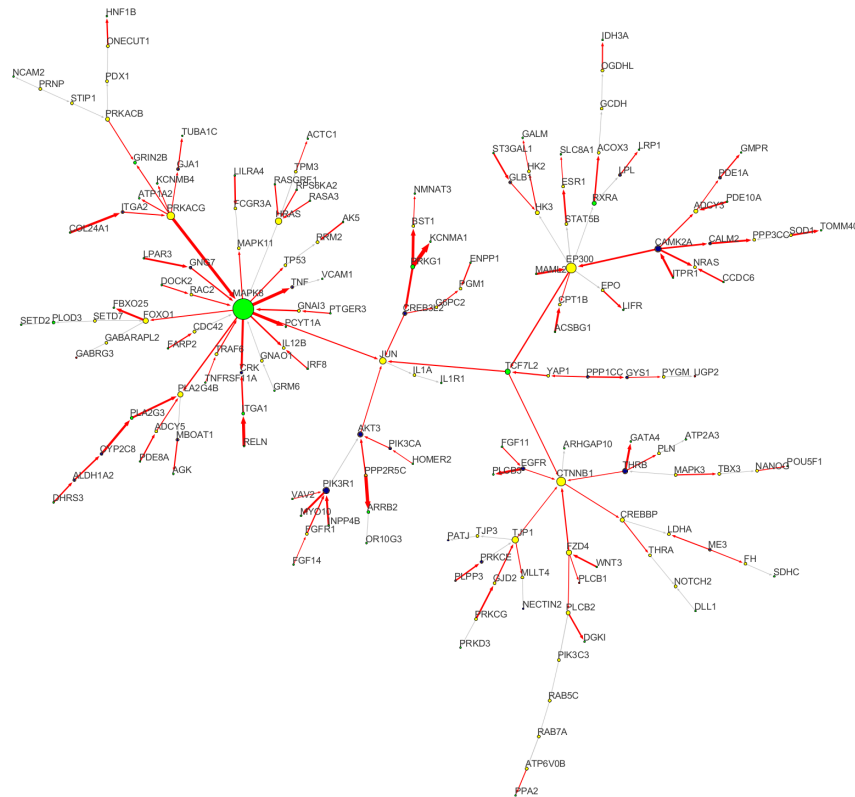 HNF1B
ONECUT1
IDH3A
OGDHL
NCAM2
PRNP
PDX1
STIP1
GCDH
PRKACB
TUBA1C
ACTC1
GALM
ST3GAL1
SLC8A1
ACOX3
LRP1
GMPR
GRIN2B
GJA1
TPM3
HK2
LPL
PDE1A
KCNMB4
LILRA4
RASGRF1
RPS6KA2
NMNAT3
GLB1
ESR1
RXRA
ATP1A2
RASA3
PDE10A
ITGA2
PRKACG
FCGR3A
HRAS
AK5
BST1
HK3
STAT5B
ADCY3
COL24A1
RRM2
KCNMA1
CAMK2A
CALM2
PPP3CC
SOD1
TOMM40
MAPK11
LPAR3
GNG7
TP53
PRKG1
ENPP1
EP300
NRAS
DOCK2
RAC2
MAPK8
TNF
VCAM1
PGM1
MAML2
ITPR1
CCDC6
FBXO25
GNAI3
PTGER3
G6PC2
CPT1B
EPO
LIFR
SETD2
PLOD3
SETD7
FOXO1
CREB3L2
PCYT1A
GABARAPL2
CDC42
ACSBG1
GABRG3
FARP2
TRAF6
GNAO1
IL12B
JUN
CRK
IRF8
IL1A
IL1R1
TCF7L2
YAP1
PPP1CC
GYS1
PYGM
UGP2
TNFRSF11A
GRM6
PLA2G4B
PLA2G3
ITGA1
ADCY5
MBOAT1
AKT3
PIK3CA
FGF11
ARHGAP10
GATA4
ATP2A3
CYP2C8
RELN
PLN
PDE8A
HOMER2
EGFR
THRB
ALDH1A2
AGK
PPP2R5C
PLCB3
CTNNB1
MAPK3
TBX3
NANOG
POU5F1
DHRS3
VAV2
PIK3R1
MYO10
ARRB2
INPP4B
CREBBP
FGFR1
PATJ
TJP3
TJP1
LDHA
OR10G3
FZD4
ME3
PRKCE
THRA
FH
FGF14
WNT3
SDHC
PLPP3
GJD2
MLLT4
PLCB1
NOTCH2
PRKCG
NECTIN2
PLCB2
DLL1
PRKD3
DGKI
PIK3C3
RAB5C
RAB7A
ATP6V0B
PPA2